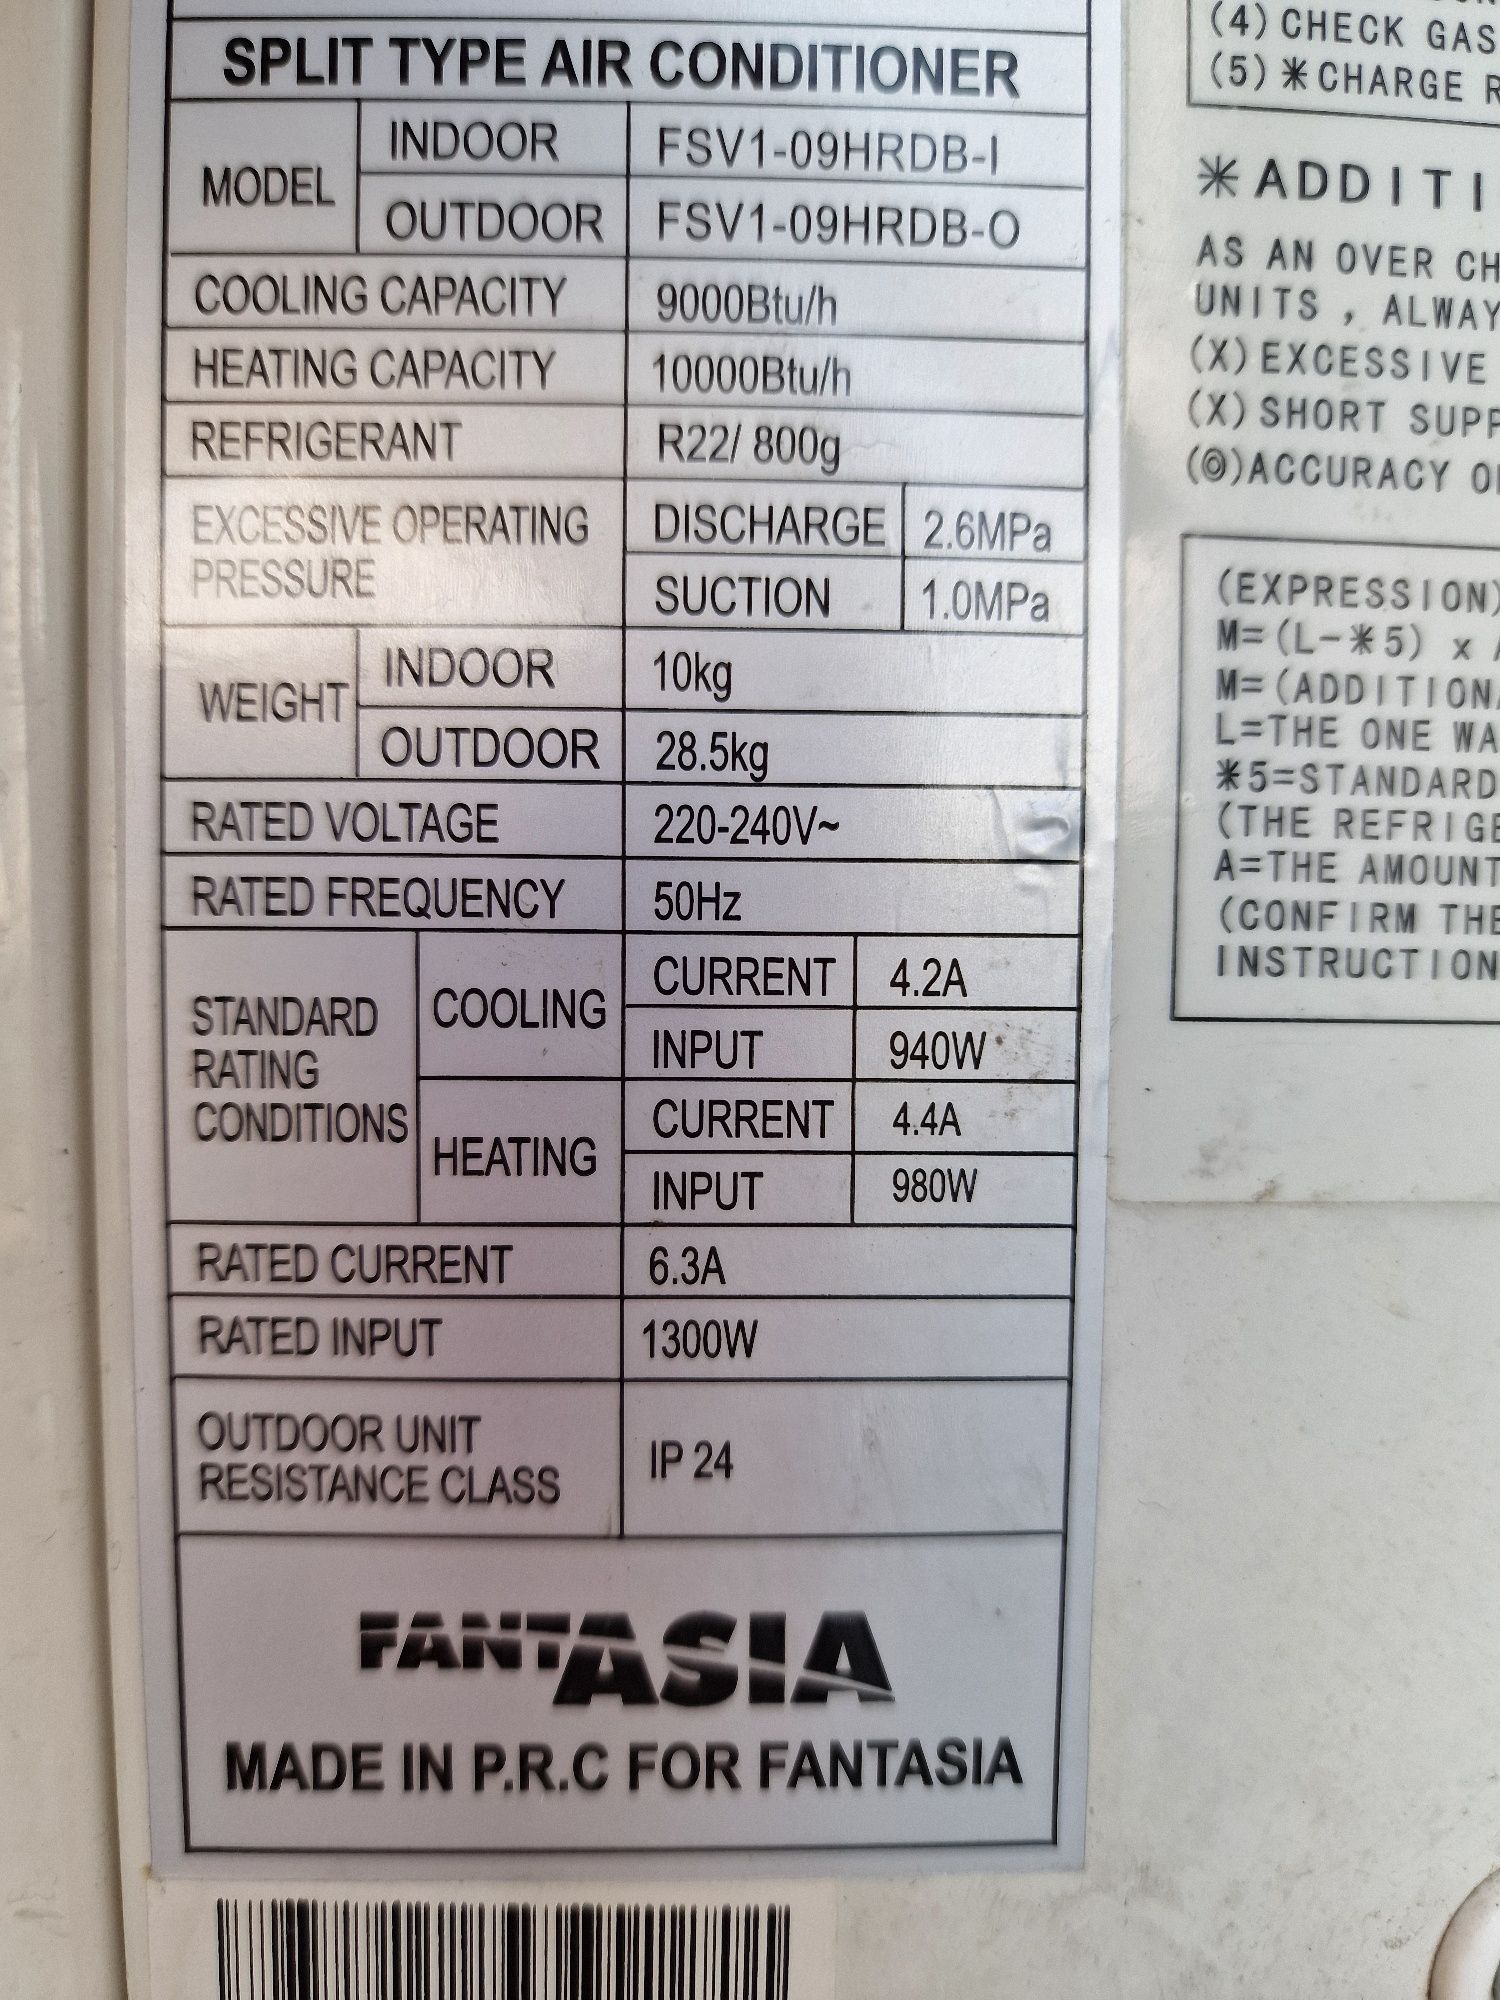 SPLIT TYPE AIR CONDITIONER
MODEL
INDOOR FSV1-09HRDB-I
OUTDOOR FSV1-09HRDB-O
COOLING CAPACITY 9000Btu/h
HEATING CAPACITY 10000Btu/h
REFRIGERANT R22/ 800g
EXCESSIVE OPERATING
PRESSURE
DISCHARGE 2.6MPa
SUCTION 1.0MPa
WEIGHT
INDOOR 10kg
OUTDOOR 28.5kg
RATED VOLTAGE 220-240V~
RATED FREQUENCY 50Hz
STANDARD
RATING
CONDITIONS
COOLING
CURRENT 4.2A
INPUT 940W
HEATING
CURRENT 4.4A
INPUT 980W
RATED CURRENT 6.3A
RATED INPUT 1300W
OUTDOOR UNIT
RESISTANCE CLASS
IP 24
FANTASIA
MADE IN P.R.C FOR FANTASIA
(4) CHECK GAS
(5) ✳CHARGE
✳ADDITI
AS AN OVER CH
UNITS , ALWAY
(X) EXCESSIVE
(X) SHORT SUPP
(◎)ACCURACY
(EXPRESSION)
M=(L-✳5) x
M=(ADDITION
L=THE ONE WA
✳5=STANDARD
(THE REFRIGE
A=THE AMOUNT
(CONFIRM THE
INSTRUCTION